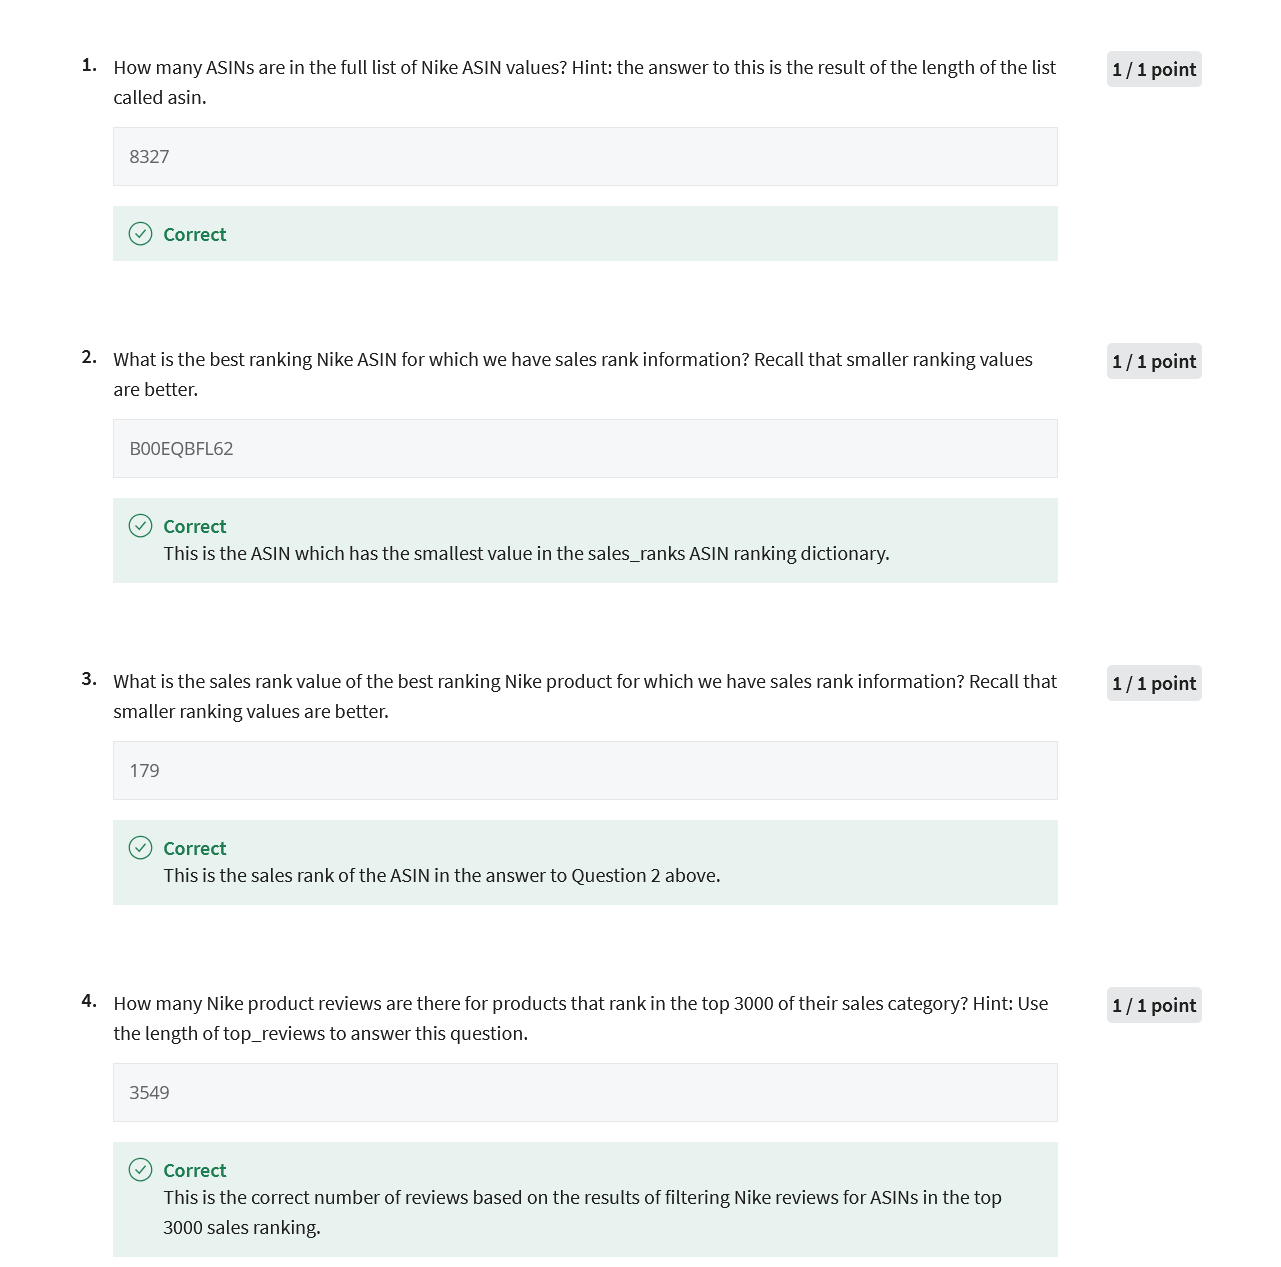 1. How many ASINs are in the full list of Nike ASIN values? Hint: the answer to this is the result of the length of the list
called asin.
1 / 1 point
8327
Correct
2. What is the best ranking Nike ASIN for which we have sales rank information? Recall that smaller ranking values
are better.
1 / 1 point
B00EQBFL62
Correct
This is the ASIN which has the smallest value in the sales_ranks ASIN ranking dictionary.
3. What is the sales rank value of the best ranking Nike product for which we have sales rank information? Recall that
smaller ranking values are better.
1 / 1 point
179
Correct
This is the sales rank of the ASIN in the answer to Question 2 above.
4. How many Nike product reviews are there for products that rank in the top 3000 of their sales category? Hint: Use
the length of top_reviews to answer this question.
1 / 1 point
3549
Correct
This is the correct number of reviews based on the results of filtering Nike reviews for ASINs in the top
3000 sales ranking.